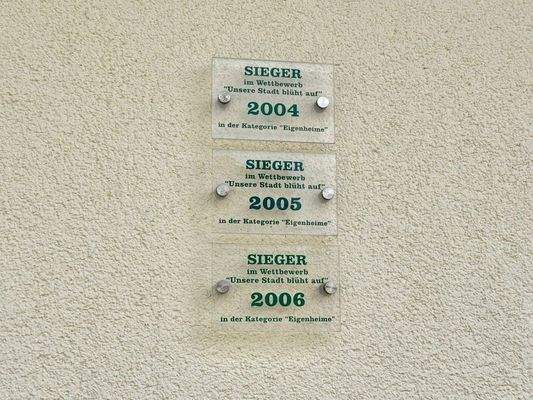 SIEGER
im Wettbewerb
"Unsere Stadt blüht auf"
2004
in der Kategorie "Eigenheime"
SIEGER
im Wettbewerb
"Unsere Stadt blüht auf"
2005
in der Kategorie "Eigenheime"
SIEGER
im Wettbewerb
"Unsere Stadt blüht auf"
2006
in der Kategorie "Eigenheime"